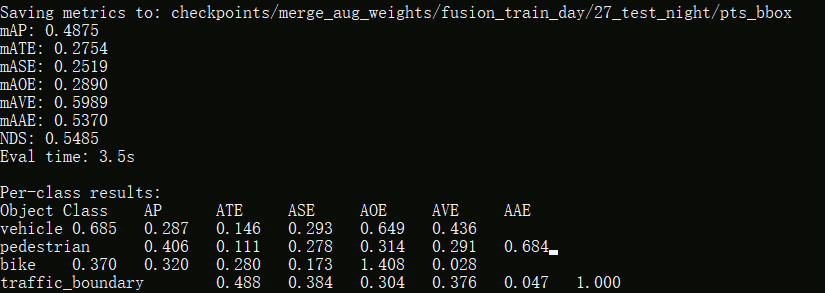 Saving metrics to: checkpoints/merge_aug_weights/fusion_train_day/27_test_night/pts_bbox
mAP: 0.4875
mATE: 0.2754
mASE: 0.2519
mAOE: 0.2890
mAVE: 0.5989
mAAE: 0.5370
NDS: 0.5485
Eval time: 3.5s
Per-class results:
Object Class AP ATE ASE AOE AVE AAE
vehicle 0.685 0.287 0.146 0.293 0.649 0.436
pedestrian 0.406 0.111 0.278 0.314 0.291 0.684
bike 0.370 0.320 0.280 0.173 1.408 0.028
traffic_boundary 0.488 0.384 0.304 0.376 0.047 1.000